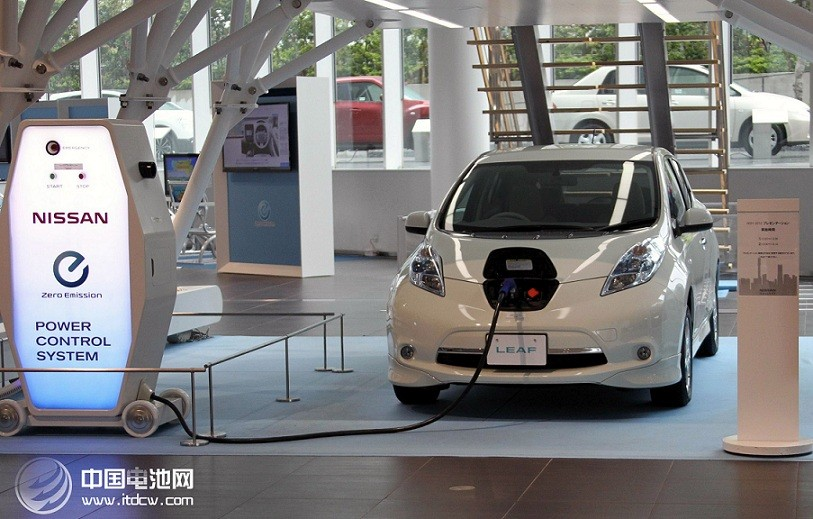 EMERGENCY
START
STOP
NISSAN
Zero Emission
POWER
CONTROL
SYSTEM
LEAF
中国电池网
www.itdcw.com